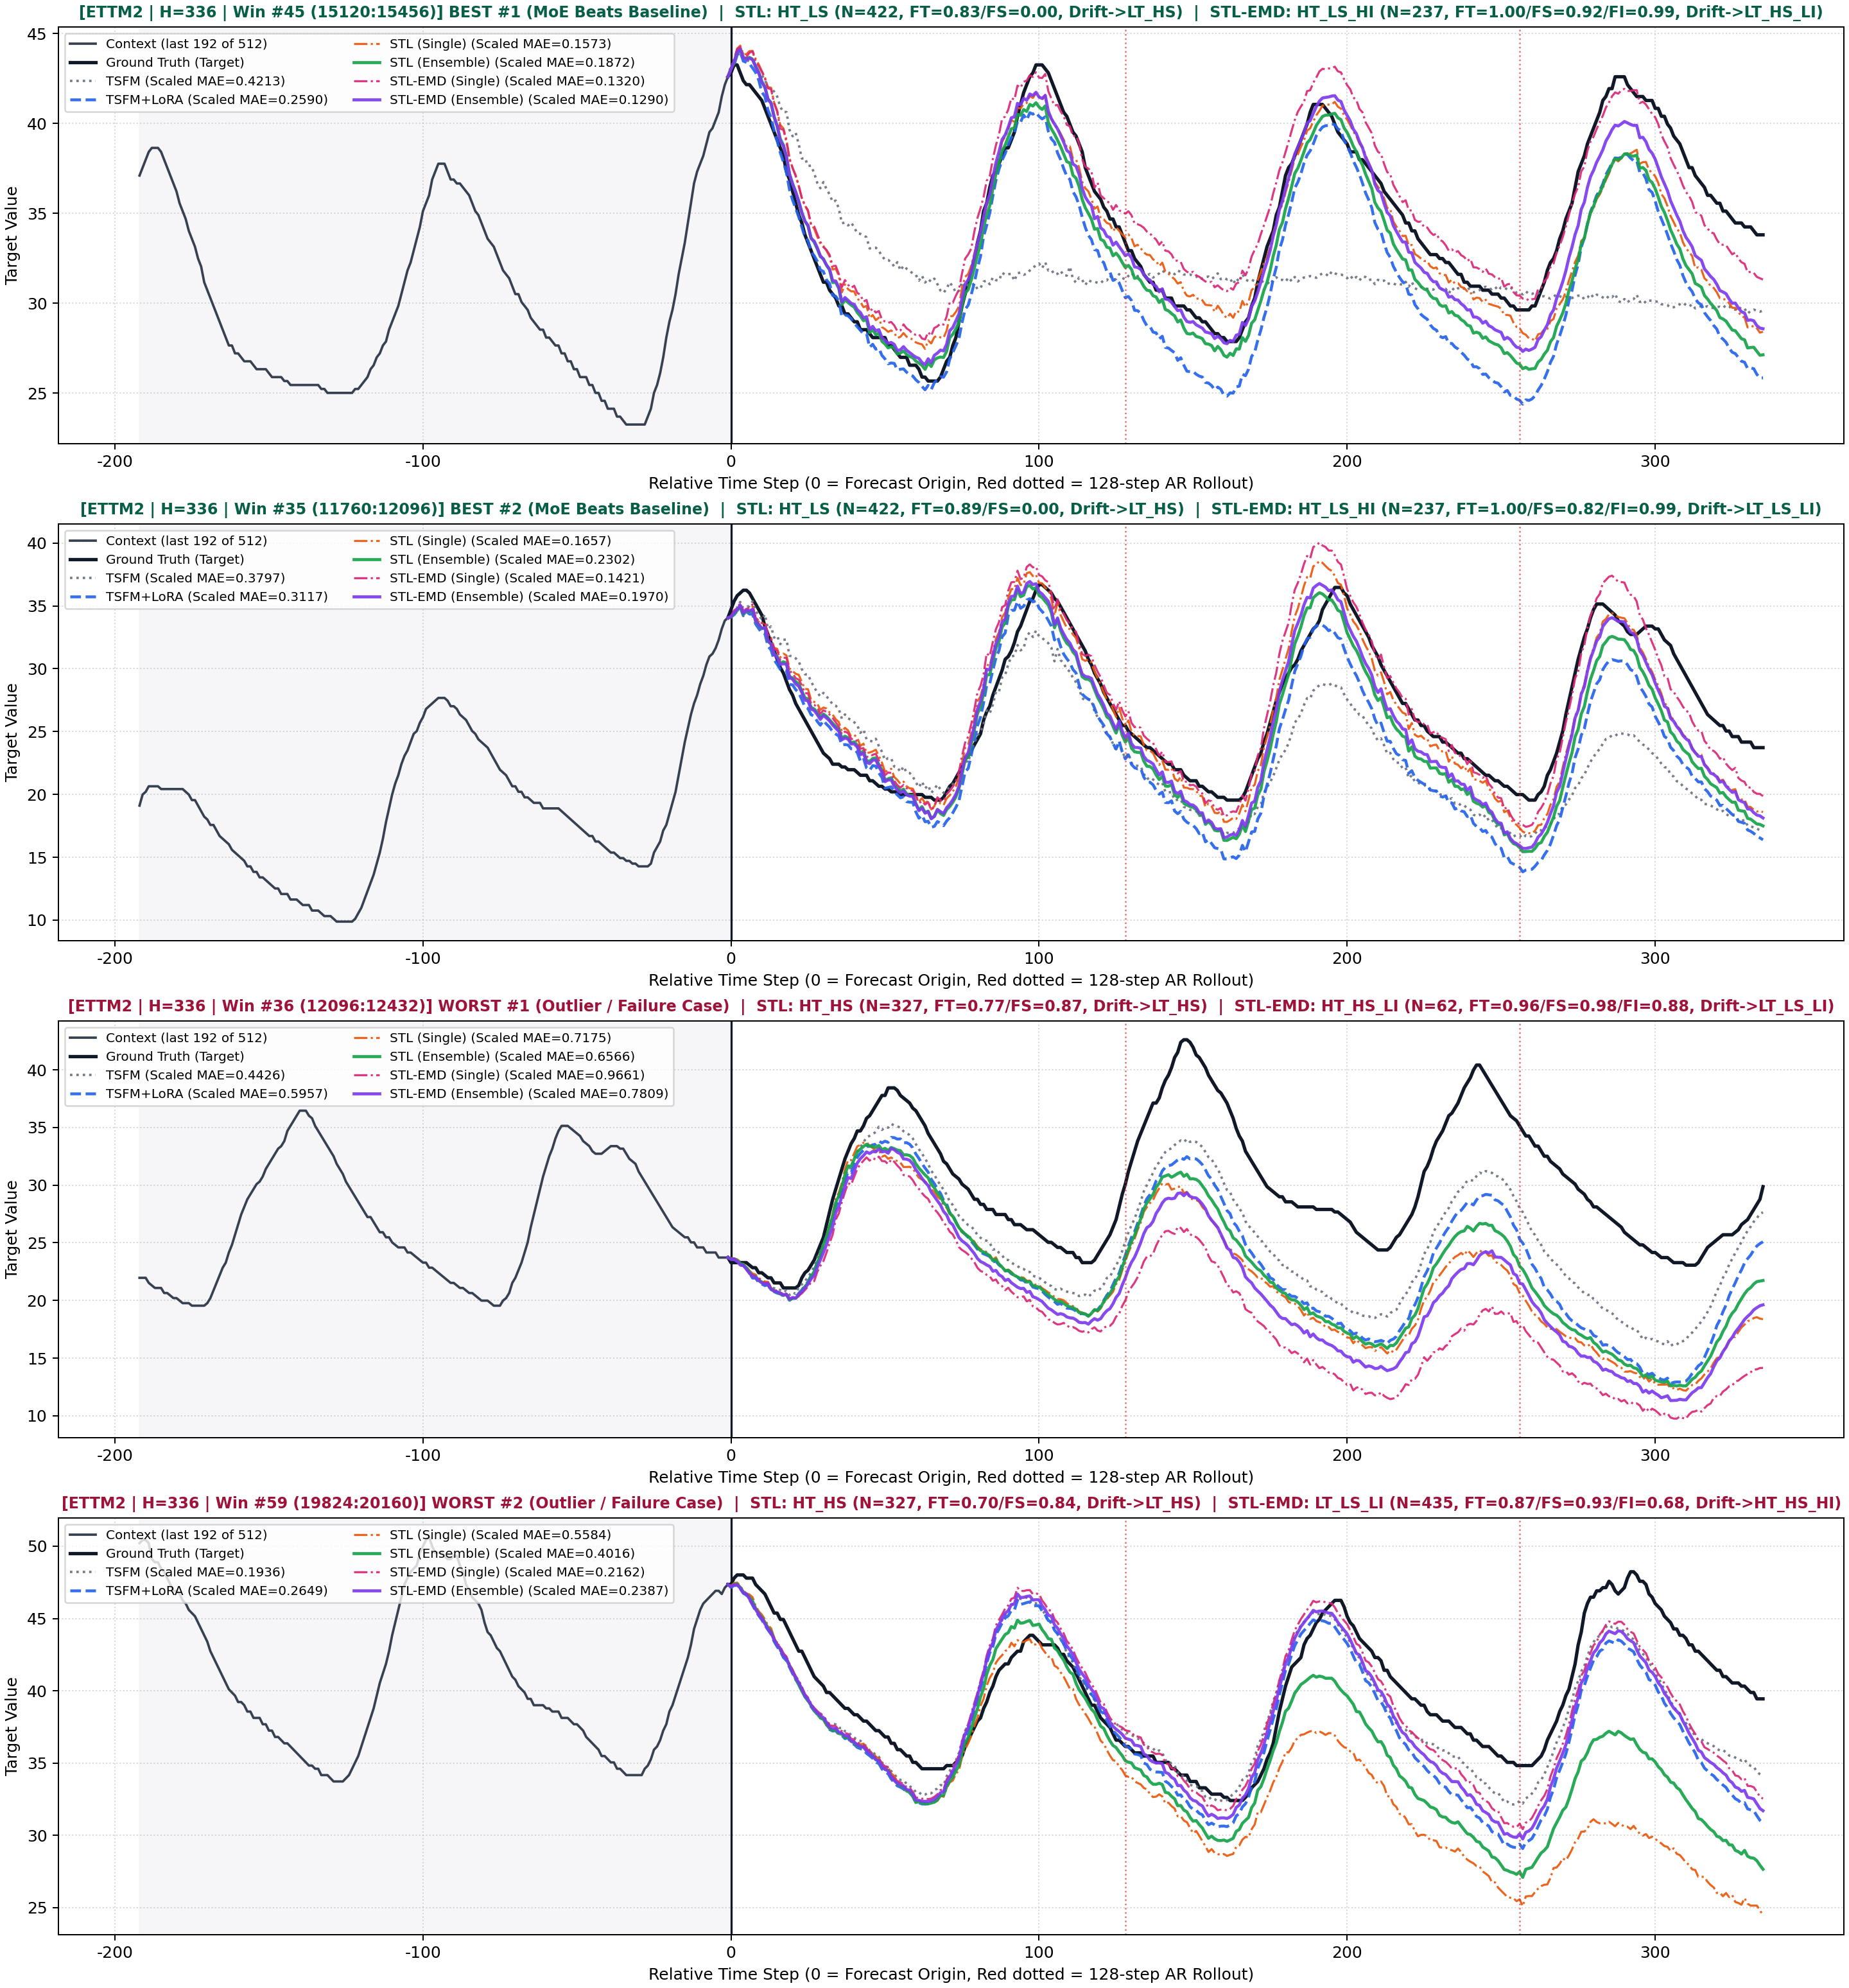 [ETTM2 | H=336 | Win #45 (15120:15456)] BEST #1 (MoE Beats Baseline) | STL: HT_LS (N=422, FT=0.83/FS=0.00, Drift->LT_HS) | STL-EMD: HT_LS_HI (N=237, FT=1.00/FS=0.92/FI=0.99, Drift->LT_HS_LI)
Context (last 192 of 512)
Ground Truth (Target)
TSFM (Scaled MAE=0.4213)
TSFM+LoRA (Scaled MAE=0.2590)
STL (Single) (Scaled MAE=0.1573)
STL (Ensemble) (Scaled MAE=0.1872)
STL-EMD (Single) (Scaled MAE=0.1320)
STL-EMD (Ensemble) (Scaled MAE=0.1290)
Target Value
45
40
35
30
25
-200 -100 0 100 200 300
Relative Time Step (0 = Forecast Origin, Red dotted = 128-step AR Rollout)
[ETTM2 | H=336 | Win #35 (11760:12096)] BEST #2 (MoE Beats Baseline) | STL: HT_LS (N=422, FT=0.89/FS=0.00, Drift->LT_HS) | STL-EMD: HT_LS_HI (N=237, FT=1.00/FS=0.82/FI=0.99, Drift->LT_LS_LI)
Context (last 192 of 512)
Ground Truth (Target)
TSFM (Scaled MAE=0.3797)
TSFM+LoRA (Scaled MAE=0.3117)
STL (Single) (Scaled MAE=0.1657)
STL (Ensemble) (Scaled MAE=0.2302)
STL-EMD (Single) (Scaled MAE=0.1421)
STL-EMD (Ensemble) (Scaled MAE=0.1970)
Target Value
40
35
30
25
20
15
10
-200 -100 0 100 200 300
Relative Time Step (0 = Forecast Origin, Red dotted = 128-step AR Rollout)
[ETTM2 | H=336 | Win #36 (12096:12432)] WORST #1 (Outlier / Failure Case) | STL: HT_HS (N=327, FT=0.77/FS=0.87, Drift->LT_HS) | STL-EMD: HT_HS_LI (N=62, FT=0.96/FS=0.98/FI=0.88, Drift->LT_LS_LI)
Context (last 192 of 512)
Ground Truth (Target)
TSFM (Scaled MAE=0.4426)
TSFM+LoRA (Scaled MAE=0.5957)
STL (Single) (Scaled MAE=0.7175)
STL (Ensemble) (Scaled MAE=0.6566)
STL-EMD (Single) (Scaled MAE=0.9661)
STL-EMD (Ensemble) (Scaled MAE=0.7809)
Target Value
40
35
30
25
20
15
10
-200 -100 0 100 200 300
Relative Time Step (0 = Forecast Origin, Red dotted = 128-step AR Rollout)
[ETTM2 | H=336 | Win #59 (19824:20160)] WORST #2 (Outlier / Failure Case) | STL: HT_HS (N=327, FT=0.70/FS=0.84, Drift->LT_HS) | STL-EMD: LT_LS_LI (N=435, FT=0.87/FS=0.93/FI=0.68, Drift->HT_HS_HI)
Context (last 192 of 512)
Ground Truth (Target)
TSFM (Scaled MAE=0.1936)
TSFM+LoRA (Scaled MAE=0.2649)
STL (Single) (Scaled MAE=0.5584)
STL (Ensemble) (Scaled MAE=0.4016)
STL-EMD (Single) (Scaled MAE=0.2162)
STL-EMD (Ensemble) (Scaled MAE=0.2387)
Target Value
50
45
40
35
30
25
-200 -100 0 100 200 300
Relative Time Step (0 = Forecast Origin, Red dotted = 128-step AR Rollout)